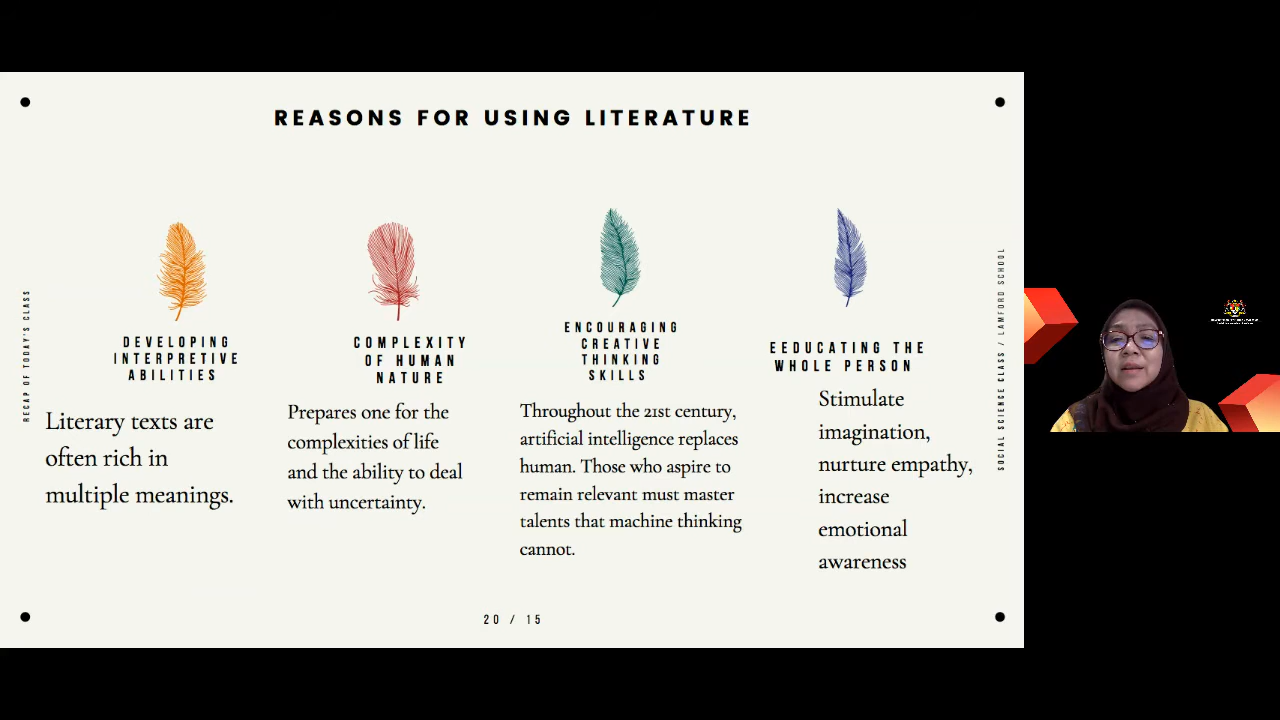 REASONS FOR USING LITERATURE
DEVELOPING
INTERPRETIVE
ABILITIES
Literary texts are
often rich in
multiple meanings.
COMPLEXITY
OF HUMAN
NATURE
Prepares one for the
complexities of life
and the ability to deal
with uncertainty.
ENCOURAGING
CREATIVE
THINKING
SKILLS
Throughout the 21st century,
artificial intelligence replaces
human. Those who aspire to
remain relevant must master
talents that machine thinking
cannot.
EEDUCATING THE
WHOLE PERSON
Stimulate
imagination,
nurture empathy,
increase
emotional
awareness
RECAP OF TODAY'S CLASS
SOCIAL SCIENCE CLASS / LAMFORD SCHOOL
20 / 15